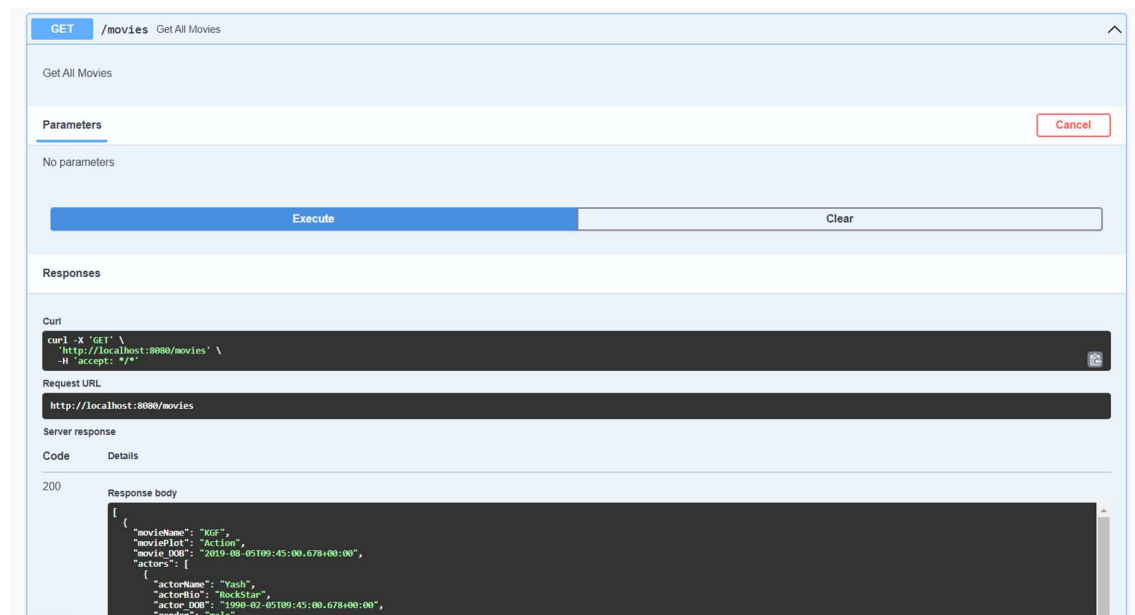 GET /movies Get All Movies
Get All Movies
Parameters
Cancel
No parameters
Execute
Clear
Responses
Curl
curl -X 'GET' \
'http://localhost:8080/movies' \
-H 'accept: */*'
Request URL
http://localhost:8080/movies
Server response
Code Details
200
Response body
[
{
"movieName": "KGF",
"moviePlot": "Action",
"movie_DOB": "2019-08-05T09:45:00.678+00:00",
"actors": [
{
"actorName": "Yash",
"actorBio": "RockStar",
"actor_DOB": "1990-02-05T09:45:00.678+00:00",
"gender": "male"